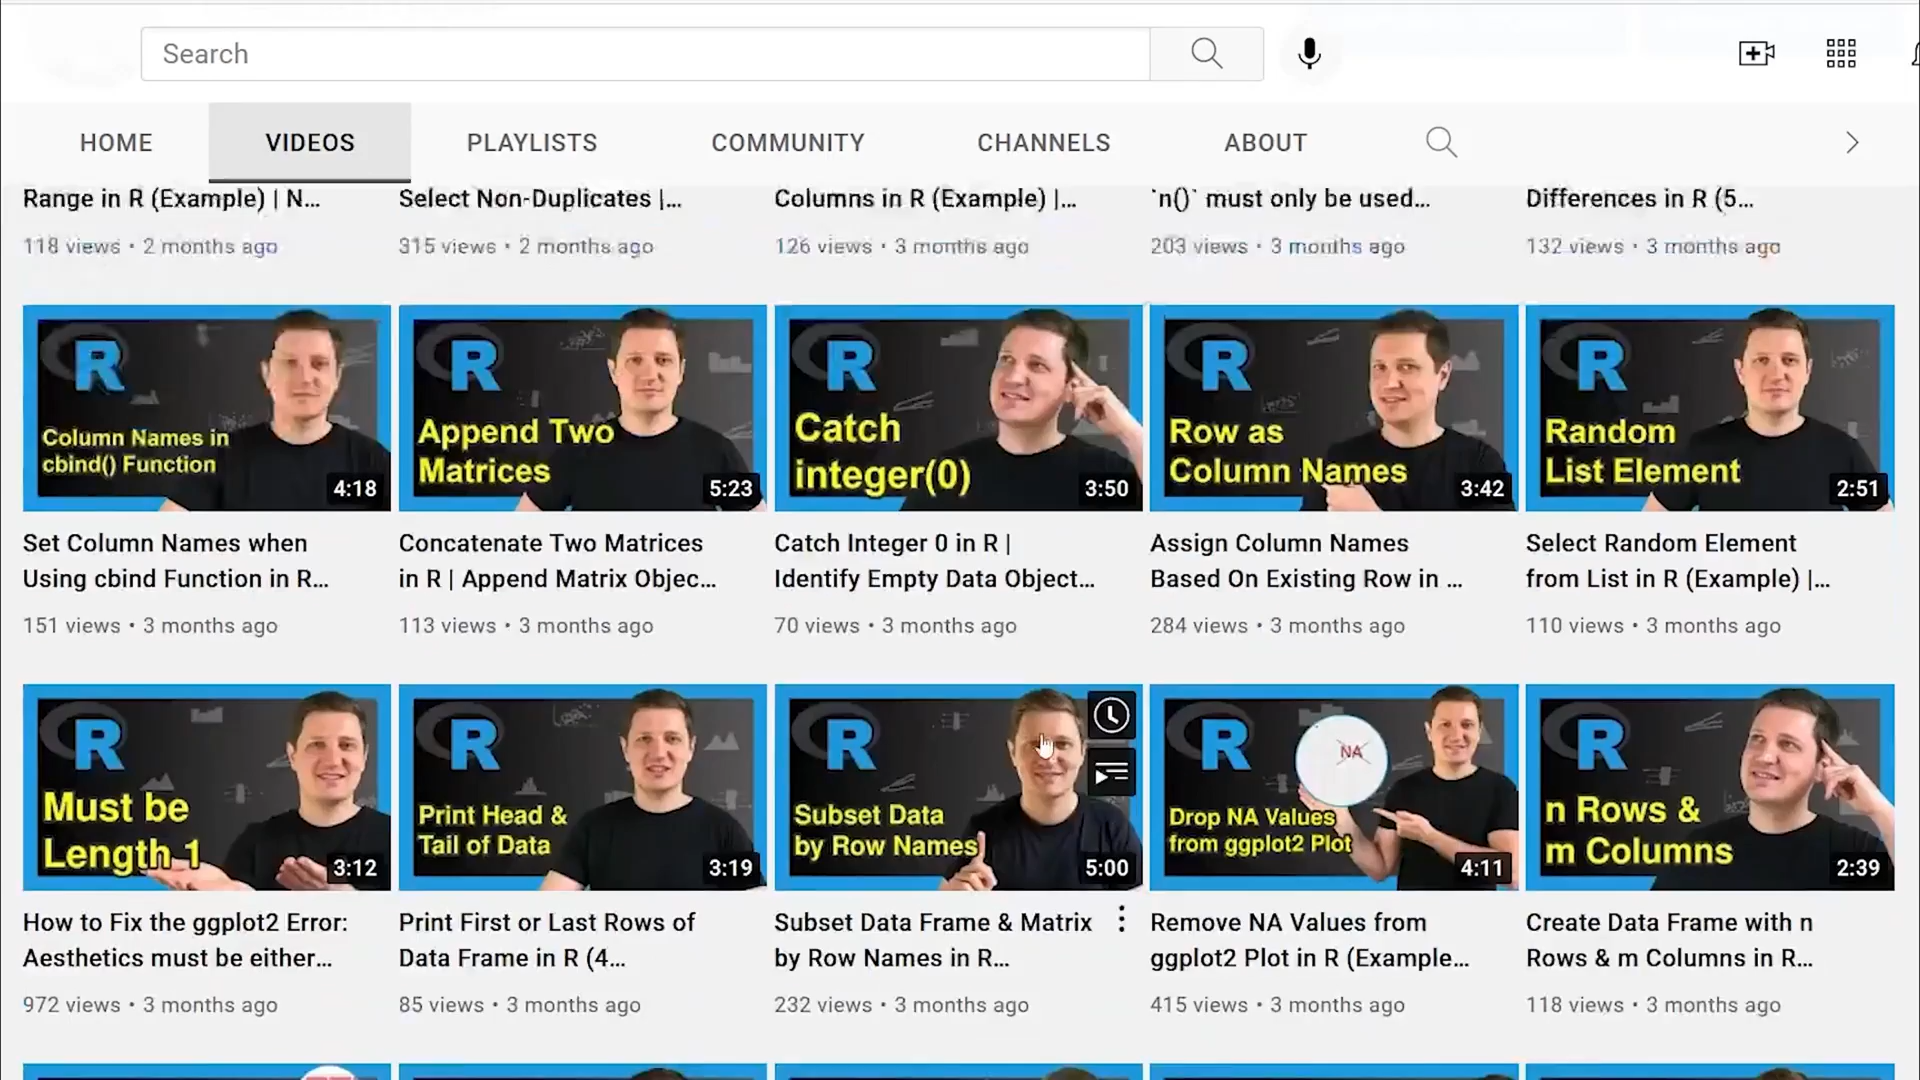 Search
HOME
VIDEOS
PLAYLISTS
COMMUNITY
CHANNELS
ABOUT
Range in R (Example) | N...
118 views • 2 months ago
Select Non-Duplicates |...
315 views • 2 months ago
Columns in R (Example) |...
126 views • 3 months ago
`n()` must only be used...
203 views • 3 months ago
Differences in R (5...
132 views • 3 months ago
R
Column Names in
cbind() Function
4:18
Set Column Names when
Using cbind Function in R...
151 views • 3 months ago
R
Append Two
Matrices
5:23
Concatenate Two Matrices
in R | Append Matrix Objec...
113 views • 3 months ago
R
Catch
integer(0)
3:50
Catch Integer 0 in R |
Identify Empty Data Object...
70 views • 3 months ago
R
Row as
Column Names
3:42
Assign Column Names
Based On Existing Row in ...
284 views • 3 months ago
R
Random
List Element
2:51
Select Random Element
from List in R (Example) |...
110 views • 3 months ago
R
Must be
Length 1
3:12
How to Fix the ggplot2 Error:
Aesthetics must be either...
972 views • 3 months ago
R
Print Head &
Tail of Data
3:19
Print First or Last Rows of
Data Frame in R (4...
85 views • 3 months ago
R
Subset Data
by Row Names
5:00
Subset Data Frame & Matrix
by Row Names in R...
232 views • 3 months ago
R
NA
Drop NA Values
from ggplot2 Plot
4:11
Remove NA Values from
ggplot2 Plot in R (Example...
415 views • 3 months ago
R
n Rows &
m Columns
2:39
Create Data Frame with n
Rows & m Columns in R...
118 views • 3 months ago